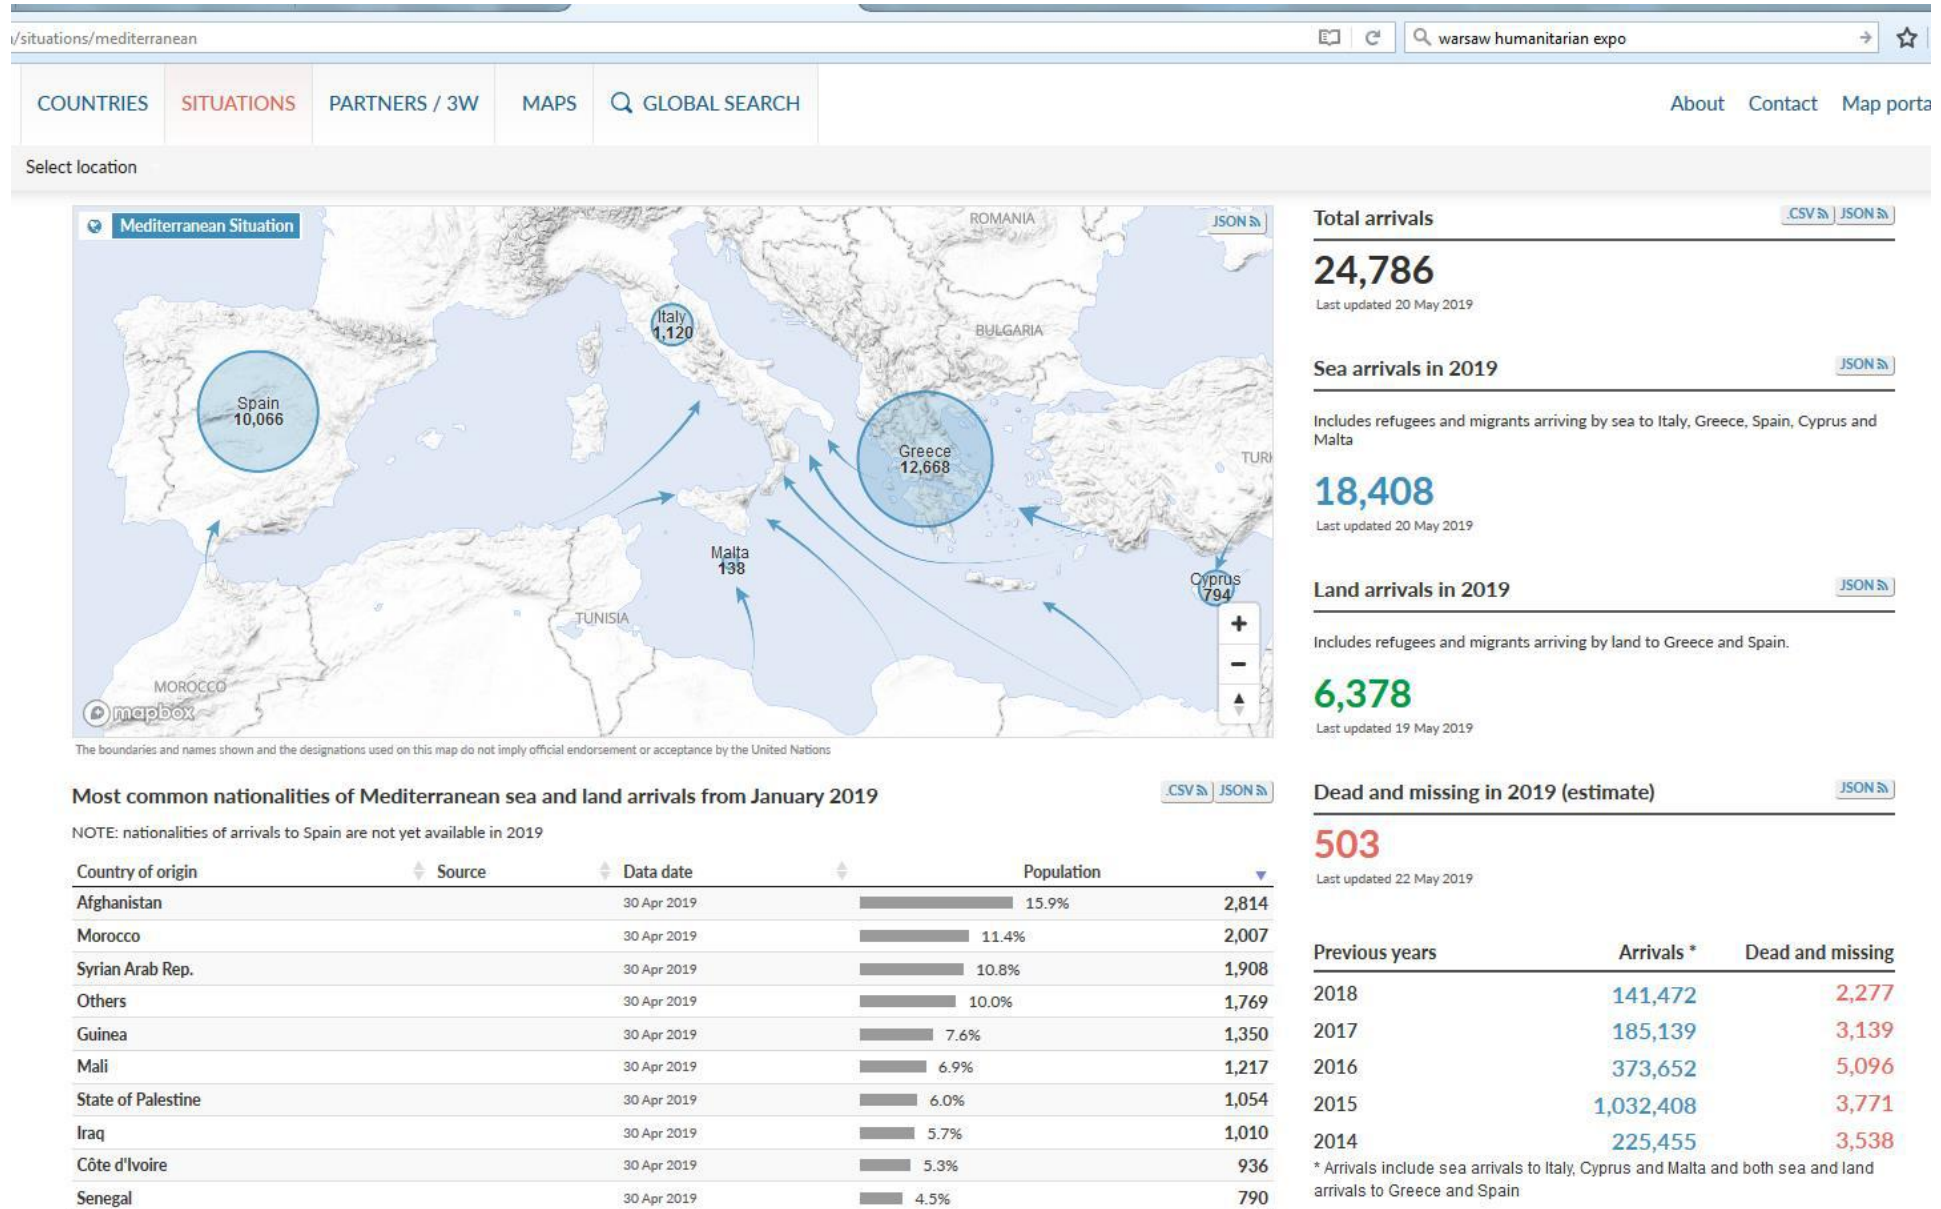 /situations/mediterranean
warsaw humanitarian expo
COUNTRIES SITUATIONS PARTNERS / 3W MAPS GLOBAL SEARCH About Contact Map porta
Select location
Mediterranean Situation
JSON
ROMANIA
Italy
1,120
BULGARIA
Spain
10,066
Greece
12,668
TURK
Malta
138
Cyprus
794
TUNISIA
MOROCCO
+
−
mapbox
The boundaries and names shown and the designations used on this map do not imply official endorsement or acceptance by the United Nations
Total arrivals .CSV JSON
24,786
Last updated 20 May 2019
Sea arrivals in 2019 JSON
Includes refugees and migrants arriving by sea to Italy, Greece, Spain, Cyprus and
Malta
18,408
Last updated 20 May 2019
Land arrivals in 2019 JSON
Includes refugees and migrants arriving by land to Greece and Spain.
6,378
Last updated 19 May 2019
Most common nationalities of Mediterranean sea and land arrivals from January 2019 .CSV JSON
NOTE: nationalities of arrivals to Spain are not yet available in 2019
Country of origin Source Data date Population
Afghanistan 30 Apr 2019 15.9% 2,814
Morocco 30 Apr 2019 11.4% 2,007
Syrian Arab Rep. 30 Apr 2019 10.8% 1,908
Others 30 Apr 2019 10.0% 1,769
Guinea 30 Apr 2019 7.6% 1,350
Mali 30 Apr 2019 6.9% 1,217
State of Palestine 30 Apr 2019 6.0% 1,054
Iraq 30 Apr 2019 5.7% 1,010
Côte d'Ivoire 30 Apr 2019 5.3% 936
Senegal 30 Apr 2019 4.5% 790
Dead and missing in 2019 (estimate) JSON
503
Last updated 22 May 2019
Previous years Arrivals * Dead and missing
2018 141,472 2,277
2017 185,139 3,139
2016 373,652 5,096
2015 1,032,408 3,771
2014 225,455 3,538
* Arrivals include sea arrivals to Italy, Cyprus and Malta and both sea and land
arrivals to Greece and Spain